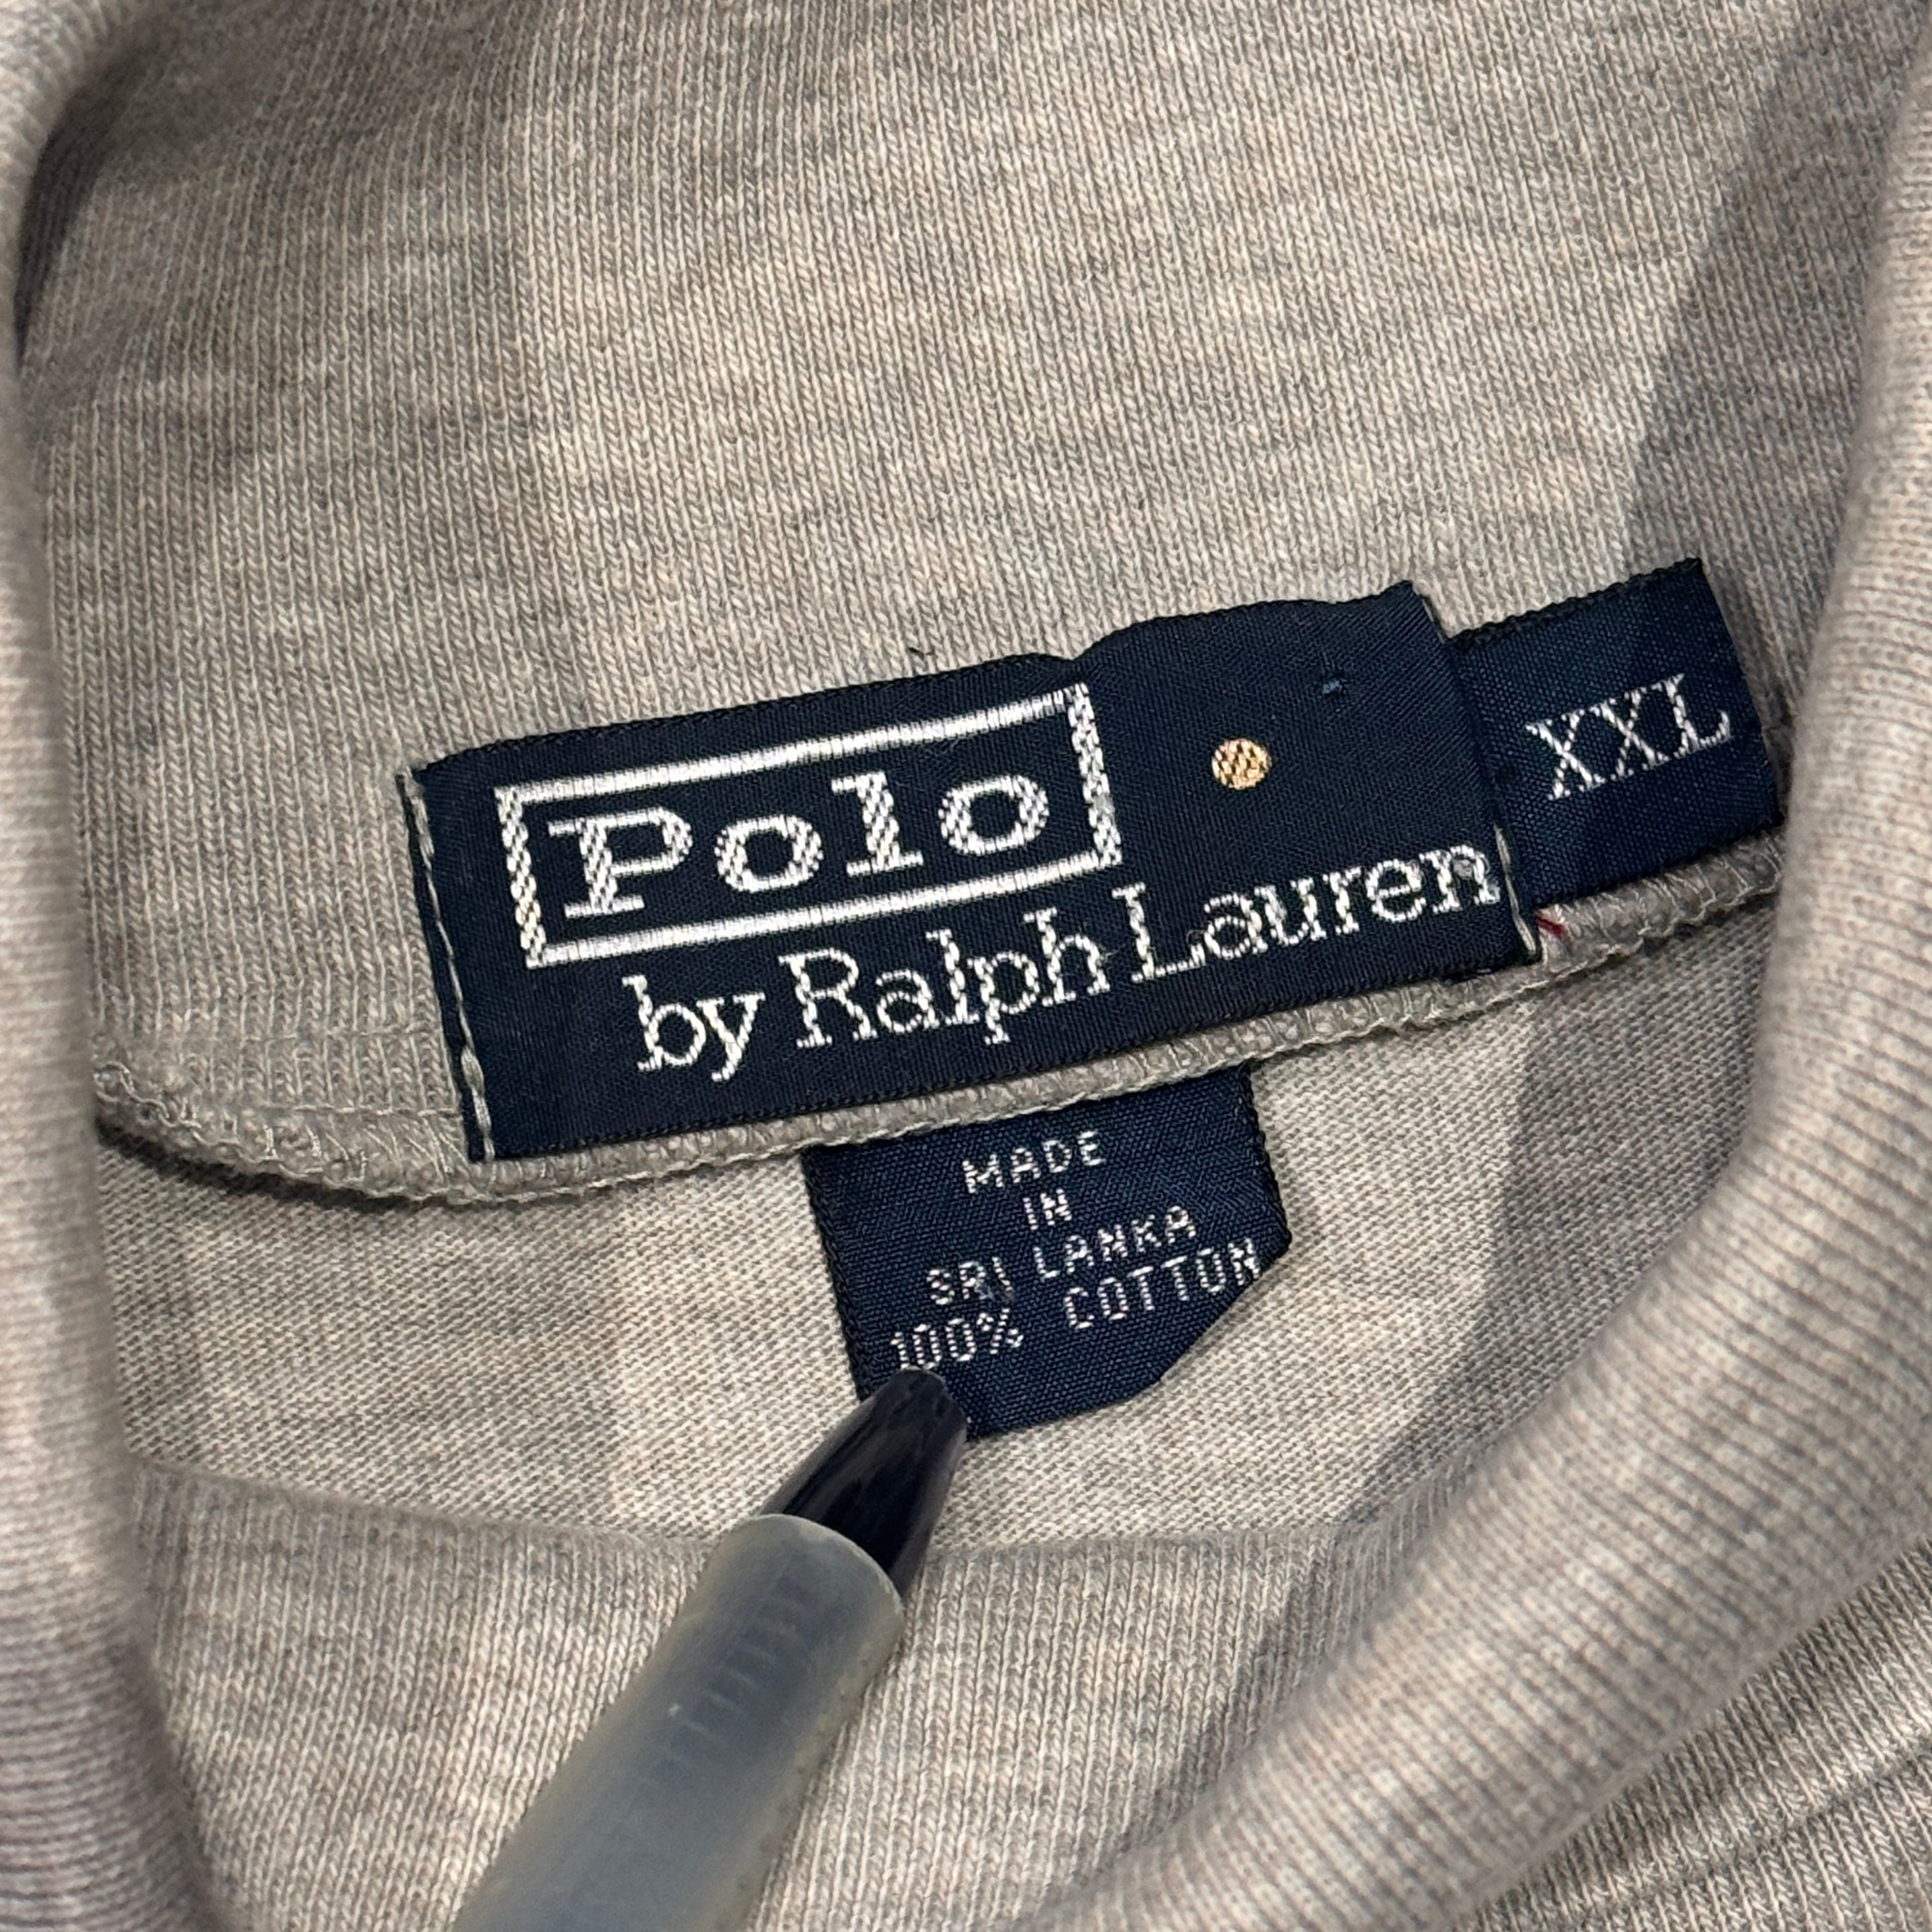 Polo
by Ralph Lauren
XXL
MADE
IN
SRI LANKA
100% COTTON